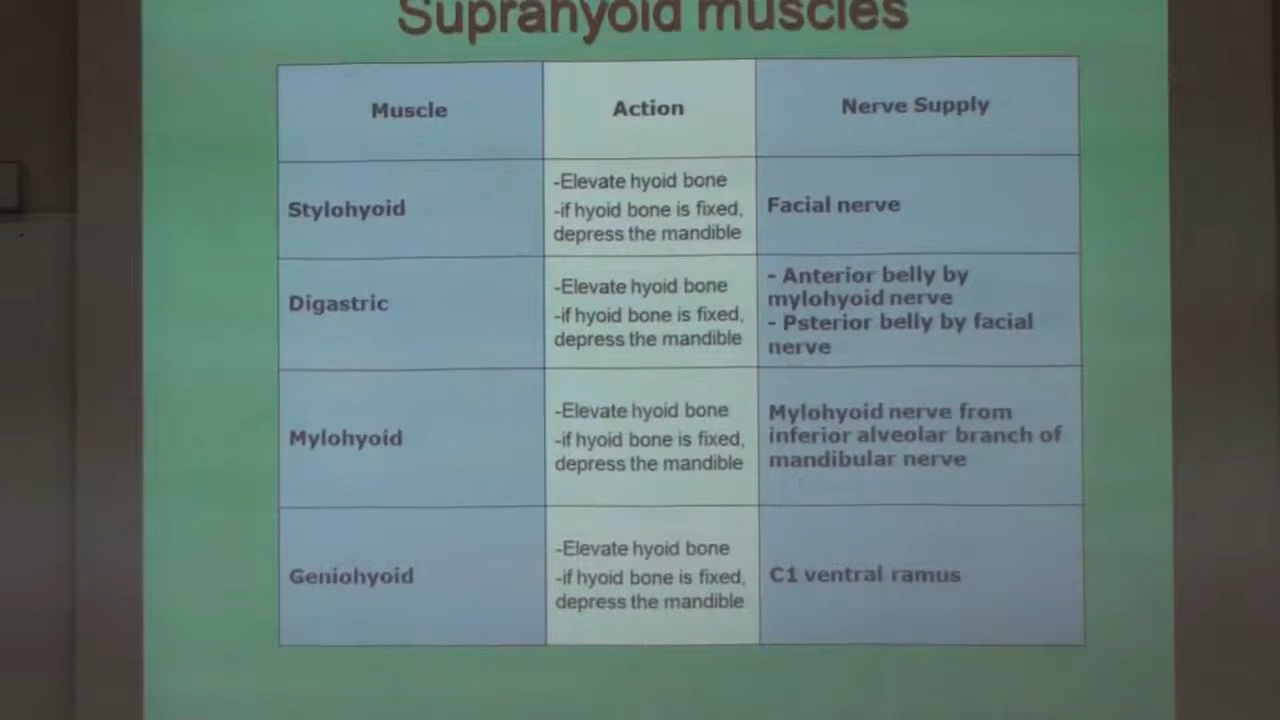 Suprahyoid muscles
Muscle
Action
Nerve Supply
Stylohyoid
-Elevate hyoid bone
-if hyoid bone is fixed,
depress the mandible
Facial nerve
Digastric
-Elevate hyoid bone
-if hyoid bone is fixed,
depress the mandible
- Anterior belly by
mylohyoid nerve
- Psterior belly by facial
nerve
Mylohyoid
-Elevate hyoid bone
-if hyoid bone is fixed,
depress the mandible
Mylohyoid nerve from
inferior alveolar branch of
mandibular nerve
Geniohyoid
-Elevate hyoid bone
-if hyoid bone is fixed,
depress the mandible
C1 ventral ramus